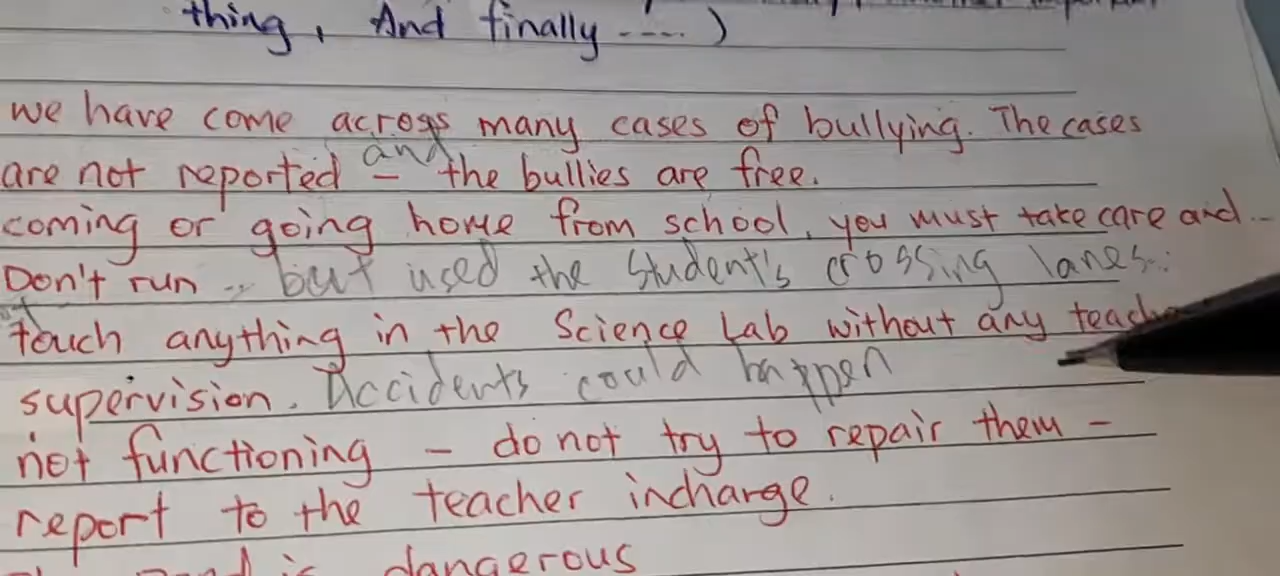 thing, And finally ....)
we have come across many cases of bullying. The cases
and
are not reported - the bullies are free.
coming or going home from school, you must take care and
Don't run .. but used the student's crossing lanes..
touch anything in the Science Lab without any
supervision. Accidents could happen
not functioning - do not try to repair them -
report to the teacher incharge.
is dangerous